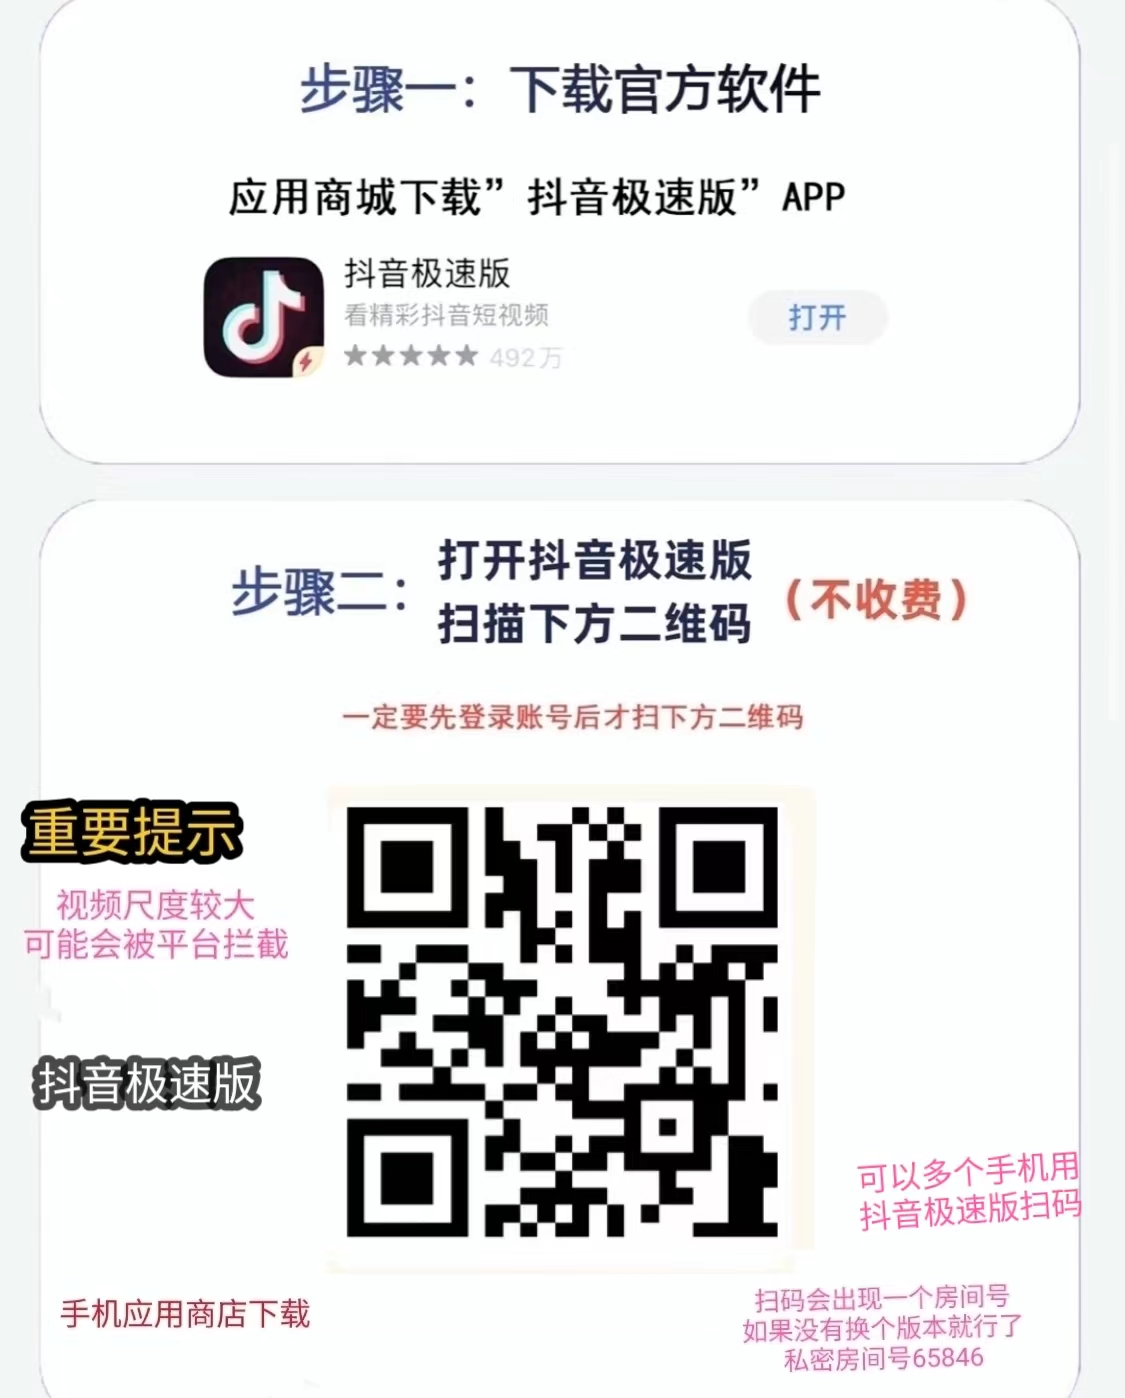 步骤一：下载官方软件
应用商城下载”抖音极速版”APP
抖音极速版
看精彩抖音短视频
★★★★★ 492万
打开
步骤二：
打开抖音极速版
扫描下方二维码
（不收费）
一定要先登录账号后才扫下方二维码
重要提示
视频尺度较大
可能会被平台拦截
抖音极速版
可以多个手机用
抖音极速版扫码
手机应用商店下载
扫码会出现一个房间号
如果没有换个版本就行了
私密房间号65846